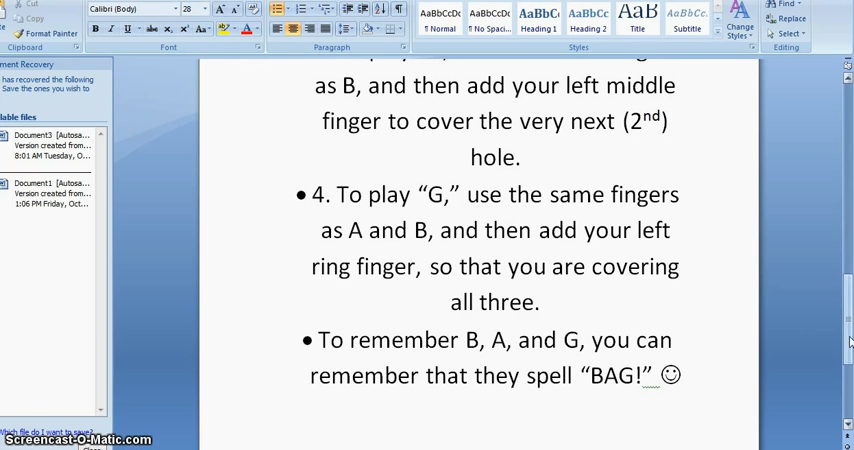 Cut
Copy
Format Painter
Clipboard
Calibri (Body)
28
Font
Paragraph
AaBbCcDc
¶ Normal
AaBbCcDc
¶ No Spaci...
AaBbC
Heading 1
AaBbCc
Heading 2
AaB
Title
AaBbCc.
Subtitle
Change
Styles
Styles
Find
Replace
Select
Editing
ment Recovery
has recovered the following
Save the ones you wish to
lable files
Document3 [Autosa...
Version created from...
8:01 AM Tuesday, O...
Document1 [Autosa...
Version created from...
1:06 PM Friday, Oct...
Which file do I want to save?
Close
Screencast-O-Matic.com
as B, and then add your left middle
finger to cover the very next (2nd)
hole.
• 4. To play “G,” use the same fingers
as A and B, and then add your left
ring finger, so that you are covering
all three.
• To remember B, A, and G, you can
remember that they spell “BAG!” ☺